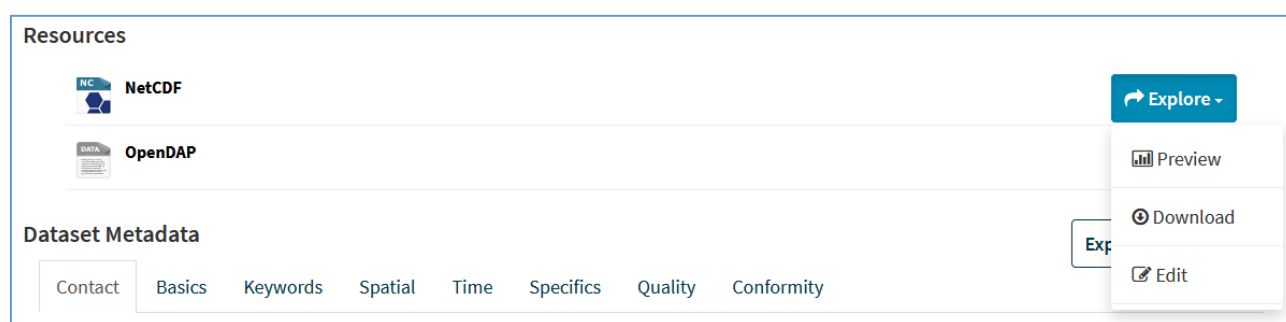 Resources
NC
NetCDF
Explore
DATA
OpenDAP
Preview
Download
Dataset Metadata
Exp
Edit
Contact Basics Keywords Spatial Time Specifics Quality Conformity